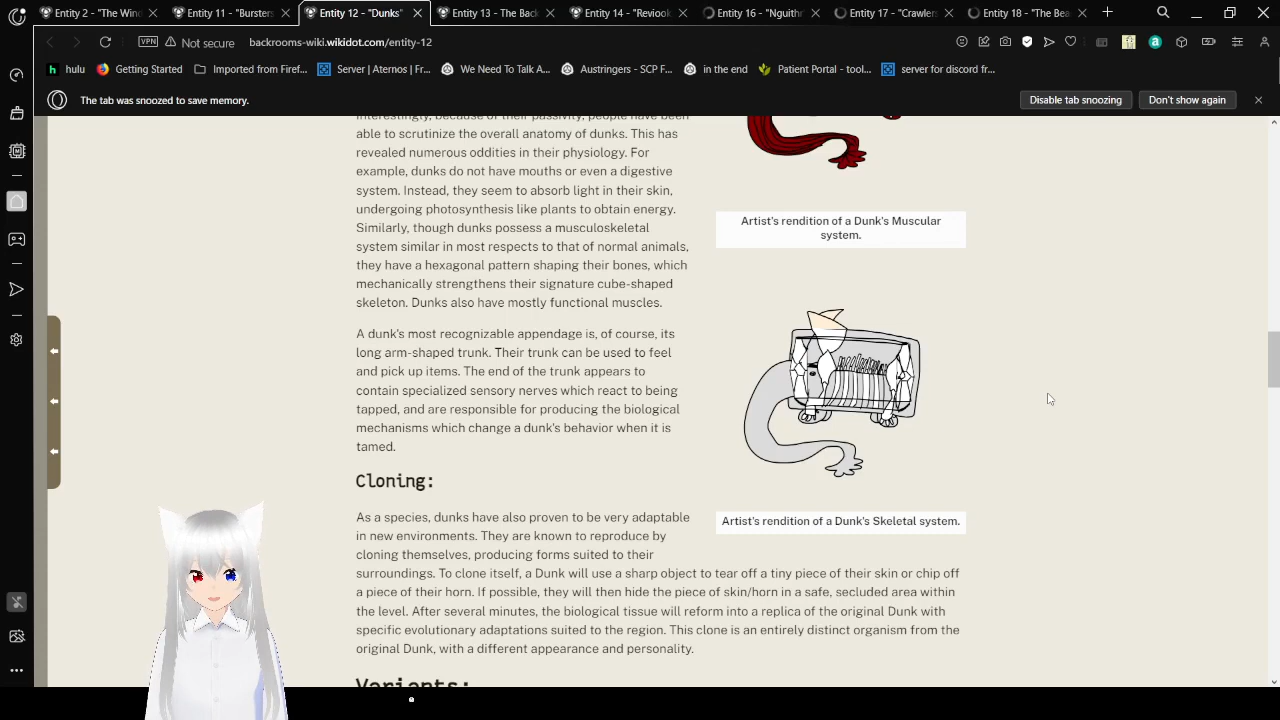 Entity 2 - "The Wind
Entity 11 - "Bursters
Entity 12 - "Dunks"
Entity 13 - The Back
Entity 14 - "Reviook
Entity 16 - "Nguithr
Entity 17 - "Crawlers
Entity 18 - "The Bea
VPN
Not secure
backrooms-wiki.wikidot.com/entity-12
hulu
Getting Started
Imported from Firef...
Server | Aternos | Fr...
We Need To Talk A...
Austringers - SCP F...
in the end
Patient Portal - tool...
server for discord fr...
The tab was snoozed to save memory.
Disable tab snoozing
Don't show again
Interestingly, because of their passivity, people have been
able to scrutinize the overall anatomy of dunks. This has
revealed numerous oddities in their physiology. For
example, dunks do not have mouths or even a digestive
system. Instead, they seem to absorb light in their skin,
undergoing photosynthesis like plants to obtain energy.
Similarly, though dunks possess a musculoskeletal
system similar in most respects to that of normal animals,
they have a hexagonal pattern shaping their bones, which
mechanically strengthens their signature cube-shaped
skeleton. Dunks also have mostly functional muscles.
A dunk's most recognizable appendage is, of course, its
long arm-shaped trunk. Their trunk can be used to feel
and pick up items. The end of the trunk appears to
contain specialized sensory nerves which react to being
tapped, and are responsible for producing the biological
mechanisms which change a dunk's behavior when it is
tamed.
Artist's rendition of a Dunk's Muscular
system.
Artist's rendition of a Dunk's Skeletal system.
Cloning:
As a species, dunks have also proven to be very adaptable
in new environments. They are known to reproduce by
cloning themselves, producing forms suited to their
surroundings. To clone itself, a Dunk will use a sharp object to tear off a tiny piece of their skin or chip off
a piece of their horn. If possible, they will then hide the piece of skin/horn in a safe, secluded area within
the level. After several minutes, the biological tissue will reform into a replica of the original Dunk with
specific evolutionary adaptations suited to the region. This clone is an entirely distinct organism from the
original Dunk, with a different appearance and personality.
Variants: